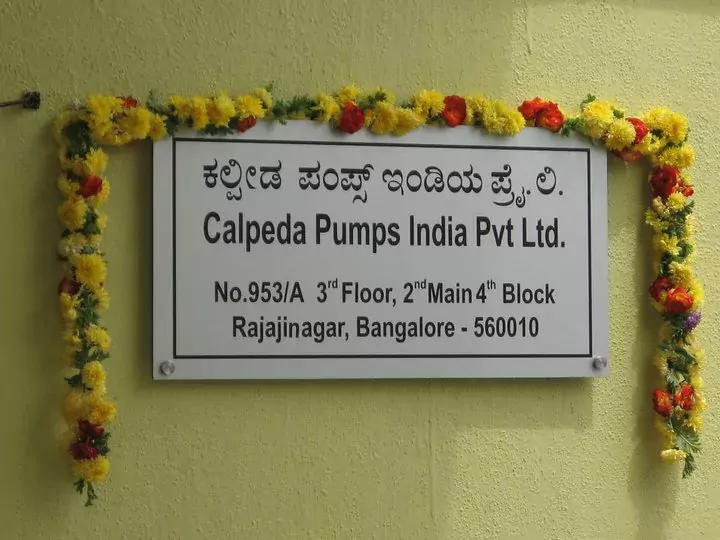 ಕಲ್ಪೀಡ ಪಂಪ್ಸ್ ಇಂಡಿಯ ಪ್ರೈ. ಲಿ.
Calpeda Pumps India Pvt Ltd.
No.953/A 3rd Floor, 2nd Main 4th Block
Rajajinagar, Bangalore - 560010